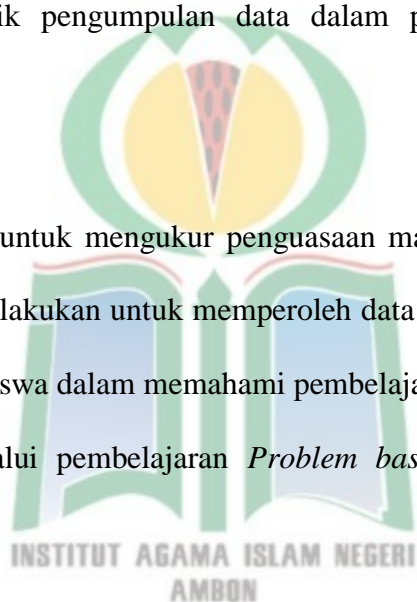 ik pengumpulan data dalam p
untuk mengukur penguasaan ma
lakukan untuk memperoleh data
swa dalam memahami pembelaja
alui pembelajaran Problem bas
INSTITUT AGAMA ISLAM NEGERI
AMBON